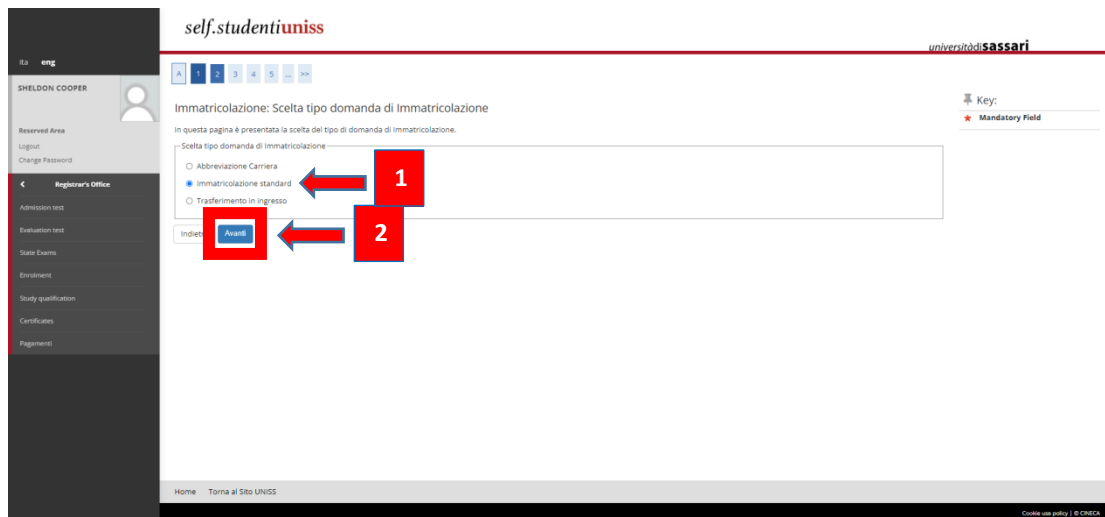 self.studentiuniss
universitàdisassari
ita eng
SHELDON COOPER
Reserved Area
Logout
Change Password
Registrar's Office
Admission test
Evaluation test
State Exams
Enrolment
Study qualification
Certificates
Pagamenti
A 1 2 3 4 5 ... >>
Immatricolazione: Scelta tipo domanda di Immatricolazione
In questa pagina è presentata la scelta del tipo di domanda di immatricolazione.
Scelta tipo domanda di Immatricolazione
Abbreviazione Carriera
Immatricolazione standard
1
Trasferimento in ingresso
Indiet Avanti
2
Key:
Mandatory Field
Home Torna al Sito UNISS
Cookie use policy | © CINECA